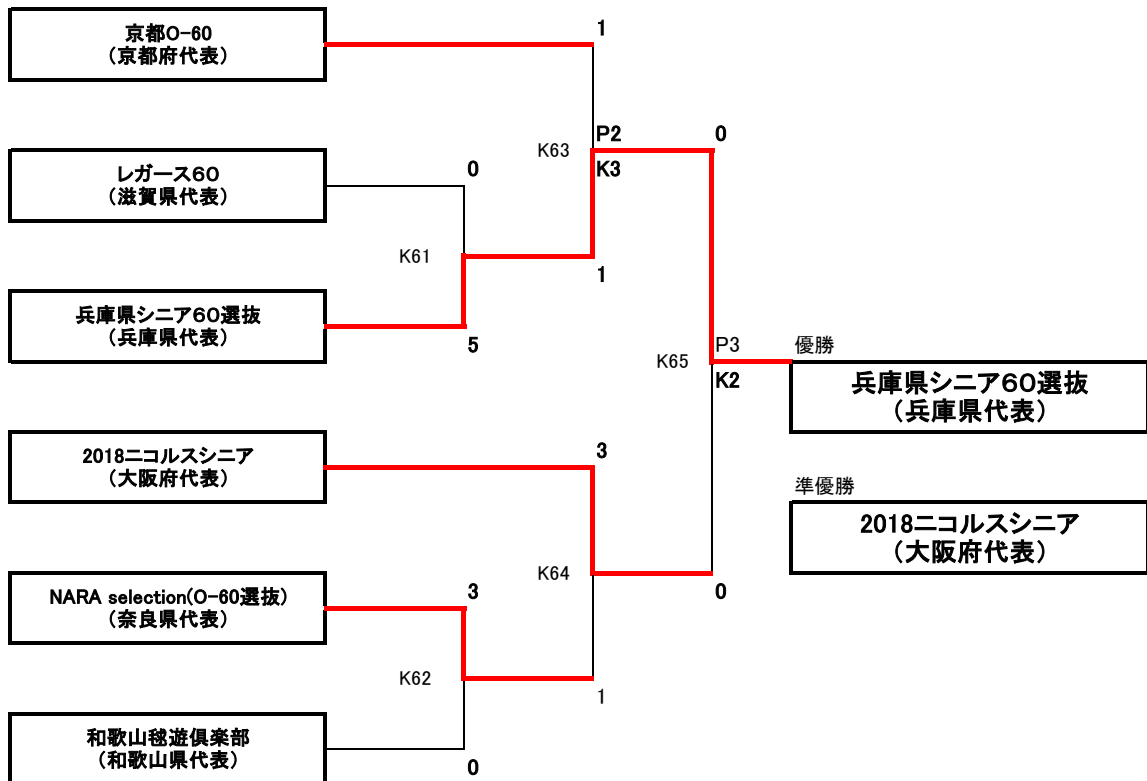 京都O-60
（京都府代表）
1
P2
K63
K3
0
レガース60
（滋賀県代表）
0
K61
1
兵庫県シニア60選抜
（兵庫県代表）
5
K65
P3
K2
優勝
兵庫県シニア60選抜
（兵庫県代表）
2018ニコルスシニア
（大阪府代表）
3
準優勝
2018ニコルスシニア
（大阪府代表）
K64
0
NARA selection(O-60選抜）
（奈良県代表）
3
K62
1
和歌山毬遊倶楽部
（和歌山県代表）
0